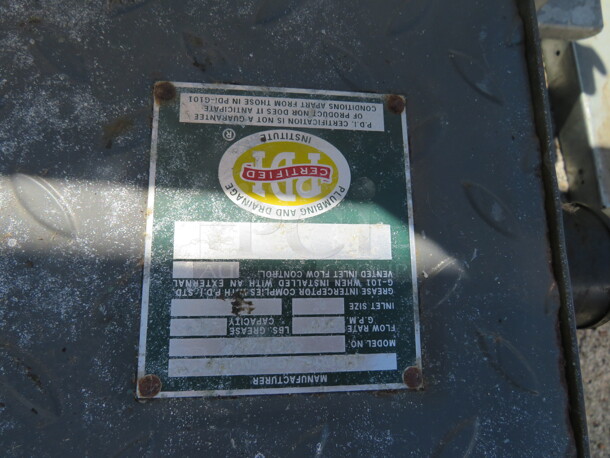 MANUFACTURER
MODEL NO.
FLOW RATE G.P.M. LBS. GREASE CAPACITY
INLET SIZE
GREASE INTERCEPTOR COMPLIES WITH P.D.I. STD.
G-101 WHEN INSTALLED WITH AN EXTERNAL
VENTED INLET FLOW CONTROL.
PLUMBING AND DRAINAGE
PDI
CERTIFIED
INSTITUTE
®
P.D.I. CERTIFICATION IS NOT A GUARANTEE
OF PRODUCT NOR DOES IT ANTICIPATE
CONDITIONS APART FROM THOSE IN PDI-G101